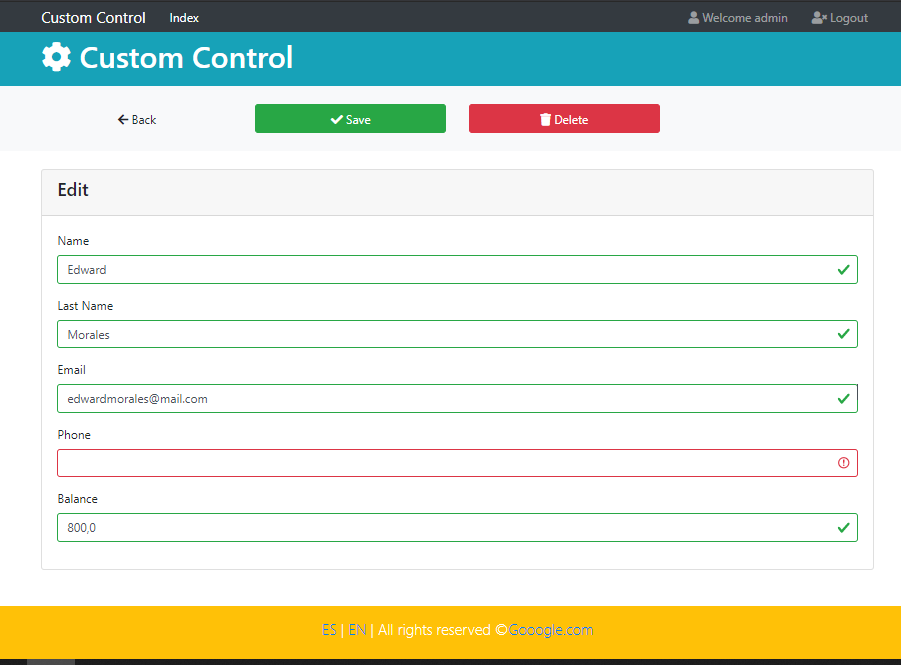 Custom Control Index Welcome admin Logout
Custom Control
Back Save Delete
Edit
Name
Edward
Last Name
Morales
Email
edwardmorales@mail.com
Phone
Balance
800,0
ES | EN | All rights reserved ©Gooogle.com